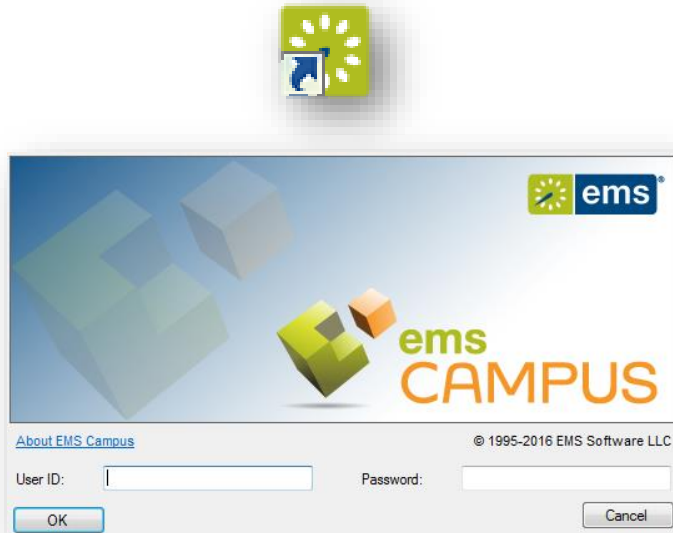 ems®
ems
CAMPUS
About EMS Campus
© 1995-2016 EMS Software LLC
User ID:
Password:
OK
Cancel